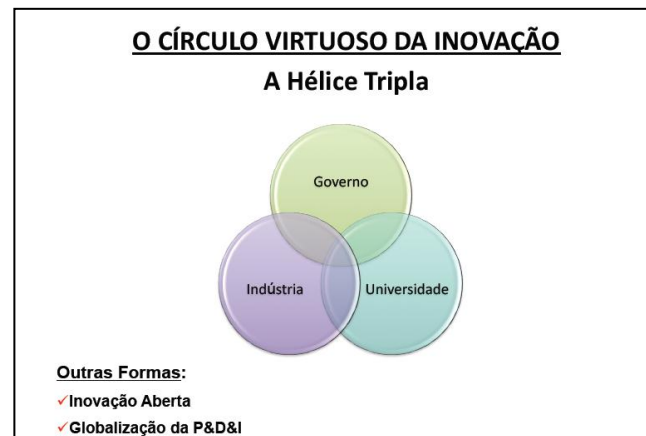 O CÍRCULO VIRTUOSO DA INOVAÇÃO
A Hélice Tripla
Governo
Indústria
Universidade
Outras Formas:
✓Inovação Aberta
✓Globalização da P&D&I